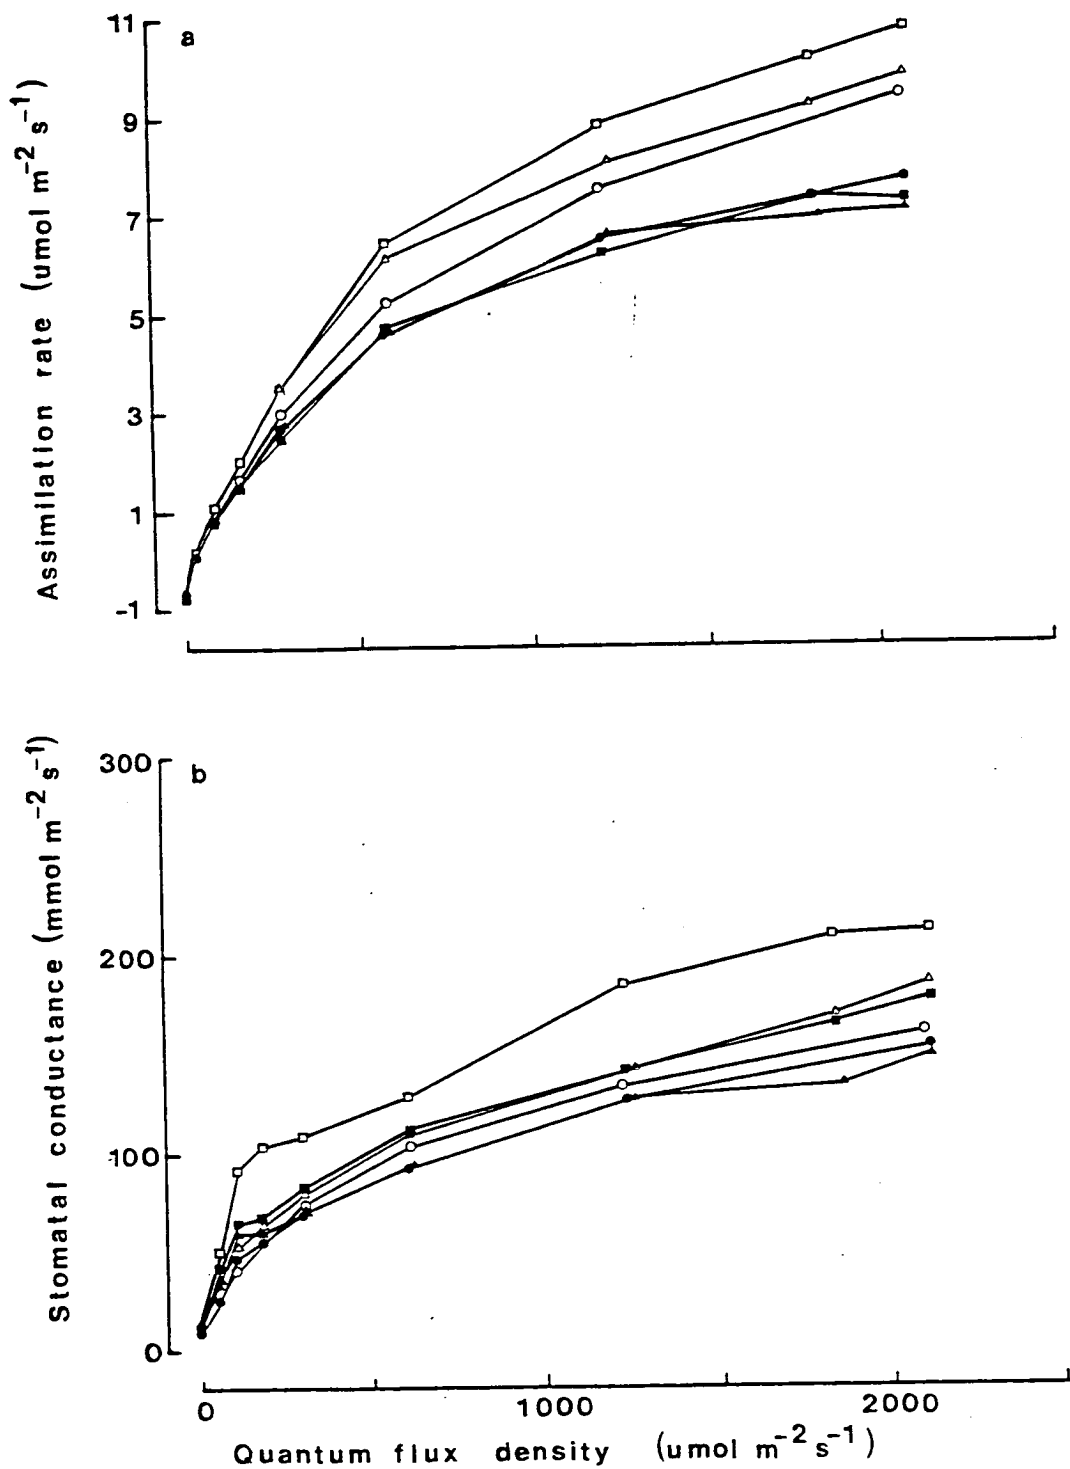 a
11
9
7
5
3
1
-1
Assimilation rate (umol m⁻² s⁻¹)
b
300
200
100
0
Stomatal conductance (mmol m⁻² s⁻¹)
0 1000 2000
Quantum flux density (umol m⁻² s⁻¹)